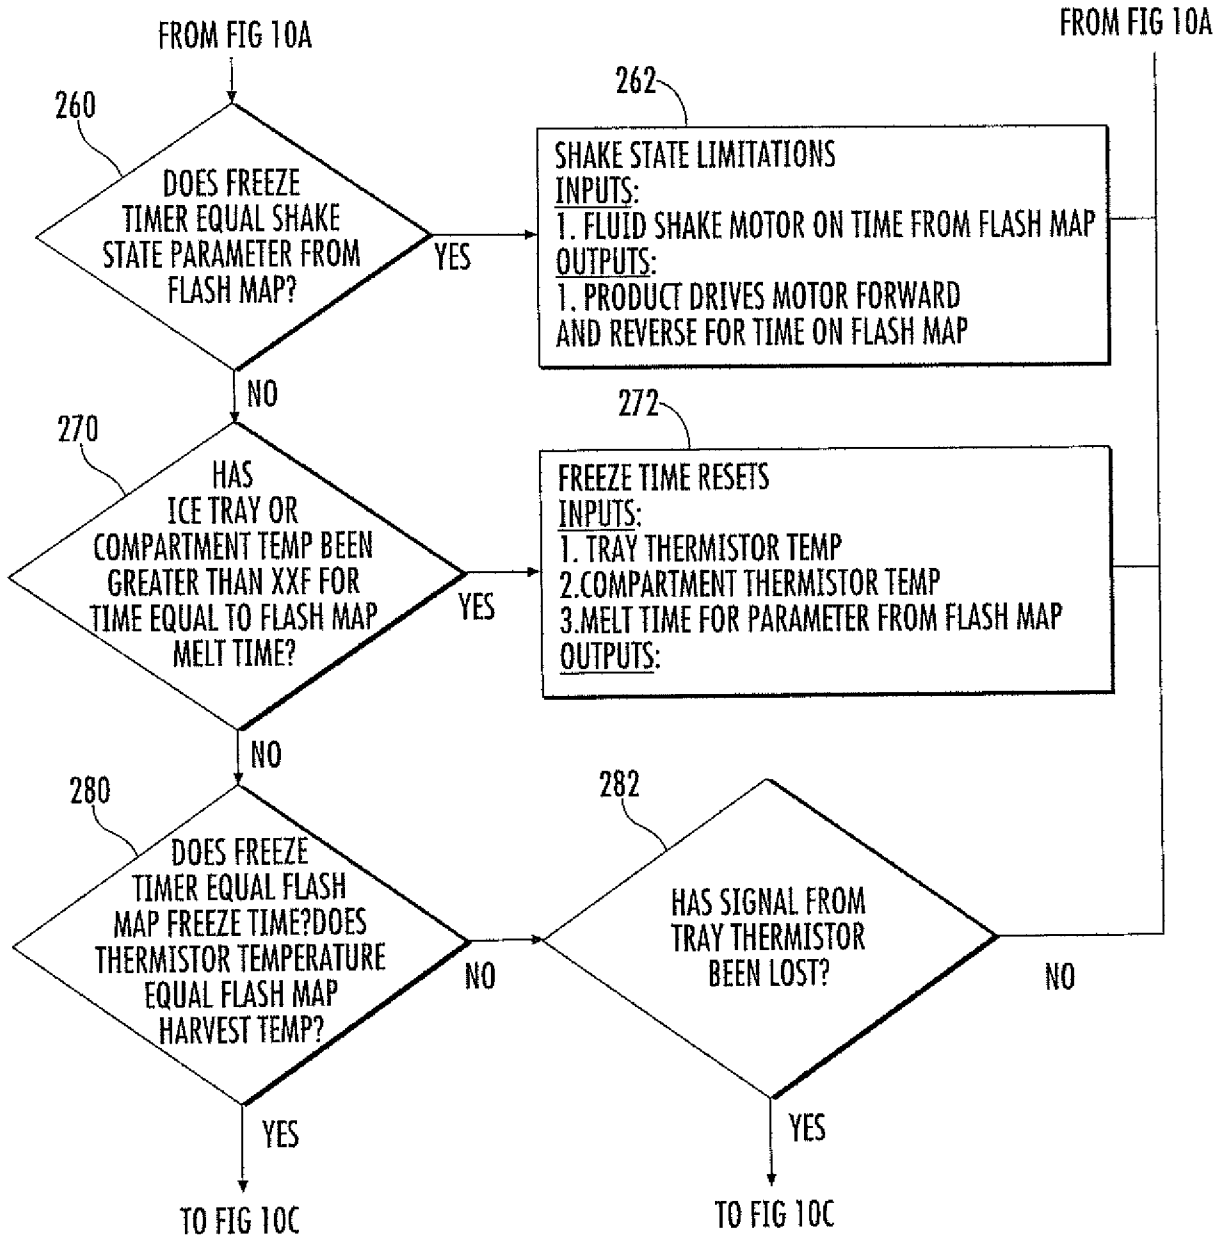 FROM FIG 10A
FROM FIG 10A
260
DOES FREEZE
TIMER EQUAL SHAKE
STATE PARAMETER FROM
FLASH MAP?
YES
NO
262
SHAKE STATE LIMITATIONS
INPUTS:
1. FLUID SHAKE MOTOR ON TIME FROM FLASH MAP
OUTPUTS:
1. PRODUCT DRIVES MOTOR FORWARD
AND REVERSE FOR TIME ON FLASH MAP
270
HAS
ICE TRAY OR
COMPARTMENT TEMP BEEN
GREATER THAN XXF FOR
TIME EQUAL TO FLASH MAP
MELT TIME?
YES
NO
272
FREEZE TIME RESETS
INPUTS:
1. TRAY THERMISTOR TEMP
2.COMPARTMENT THERMISTOR TEMP
3.MELT TIME FOR PARAMETER FROM FLASH MAP
OUTPUTS:
280
DOES FREEZE
TIMER EQUAL FLASH
MAP FREEZE TIME?DOES
THERMISTOR TEMPERATURE
EQUAL FLASH MAP
HARVEST TEMP?
NO
YES
TO FIG 10C
282
HAS SIGNAL FROM
TRAY THERMISTOR
BEEN LOST?
NO
YES
TO FIG 10C